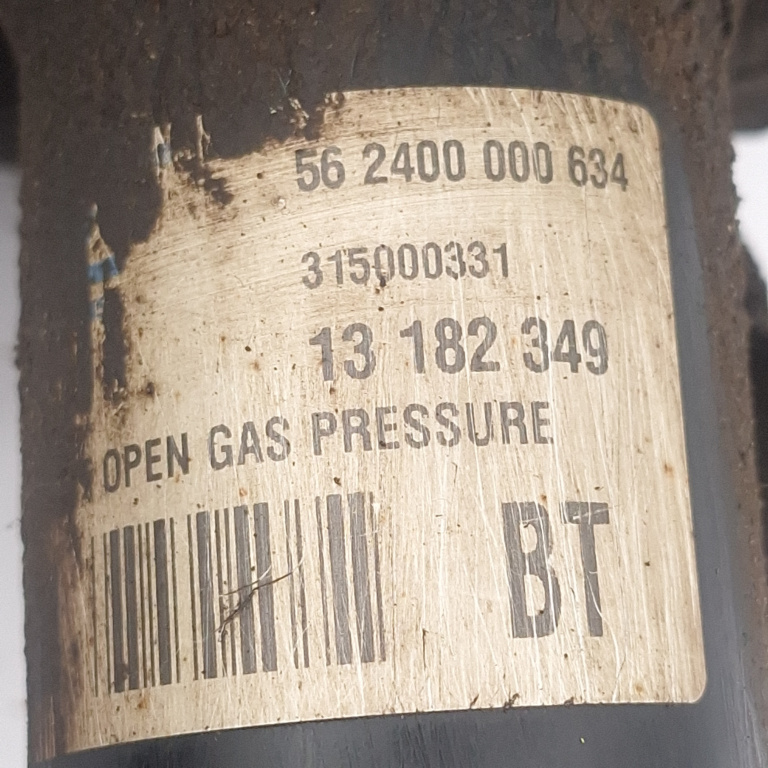 56 2400 000 634
315000331
13 182 349
OPEN GAS PRESSURE
BT